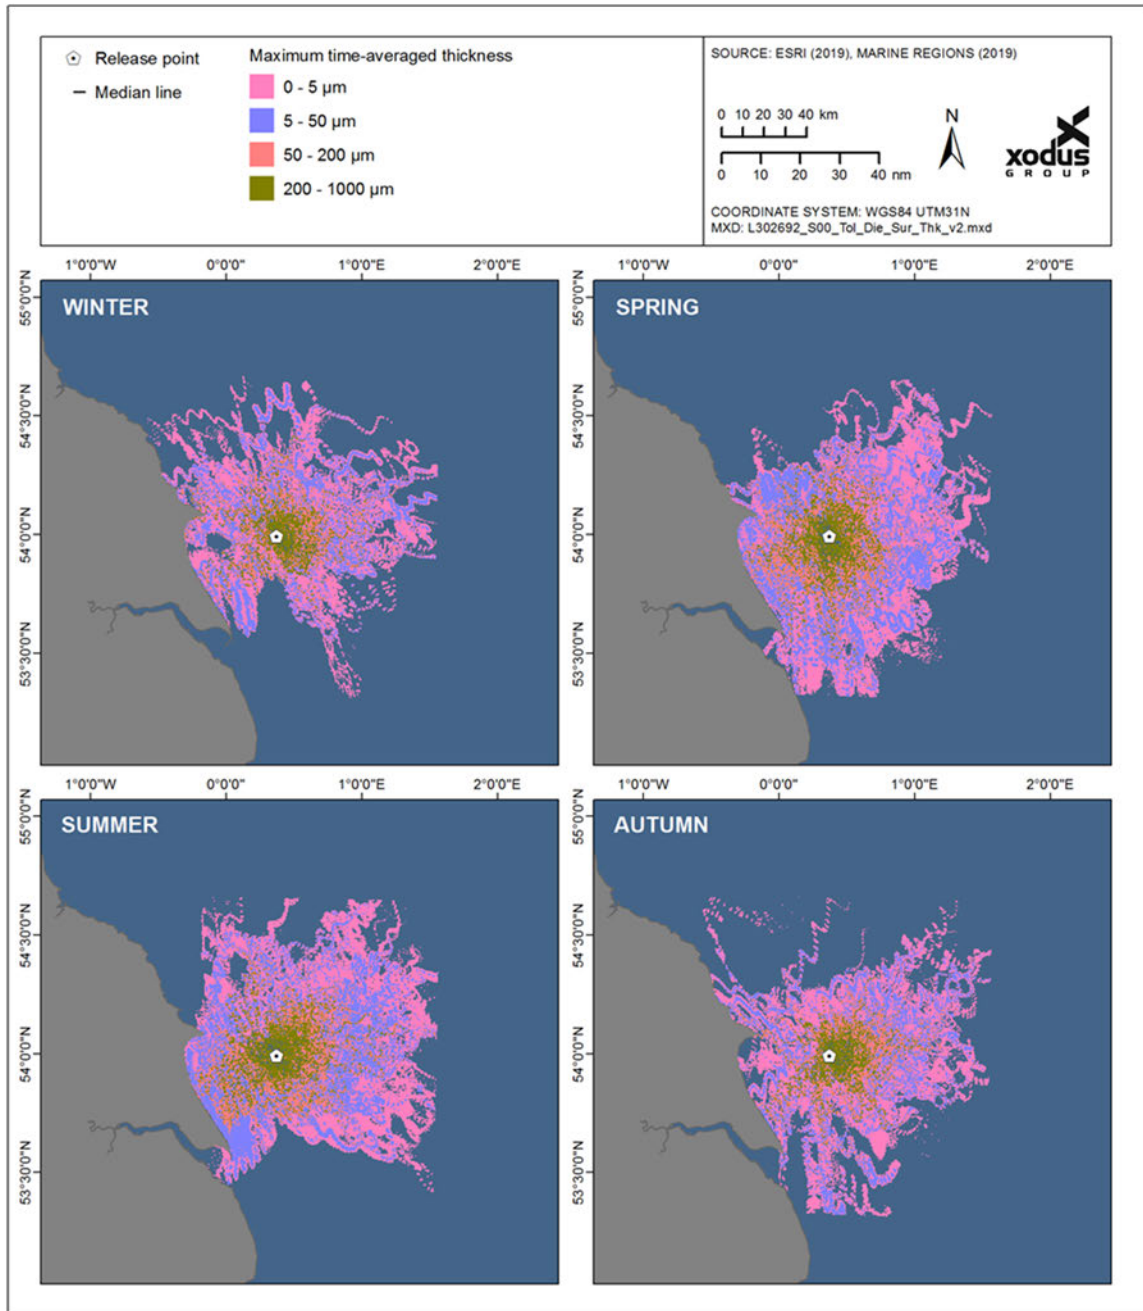 Release point
Median line
Maximum time-averaged thickness
0 - 5 µm
5 - 50 µm
50 - 200 µm
200 - 1000 µm
SOURCE: ESRI (2019), MARINE REGIONS (2019)
0 10 20 30 40 km
0 10 20 30 40 nm
N
xodus
GROUP
COORDINATE SYSTEM: WGS84 UTM31N
MXD: L302692_S00_Tol_Die_Sur_Thk_v2.mxd
1°0'0"W 0°0'0"E 1°0'0"E 2°0'0"E
1°0'0"W 0°0'0"E 1°0'0"E 2°0'0"E
WINTER
55°0'0"N
54°30'0"N
54°0'0"N
53°30'0"N
SPRING
55°0'0"N
54°30'0"N
54°0'0"N
53°30'0"N
1°0'0"W 0°0'0"E 1°0'0"E 2°0'0"E
1°0'0"W 0°0'0"E 1°0'0"E 2°0'0"E
SUMMER
55°0'0"N
54°30'0"N
54°0'0"N
53°30'0"N
AUTUMN
55°0'0"N
54°30'0"N
54°0'0"N
53°30'0"N